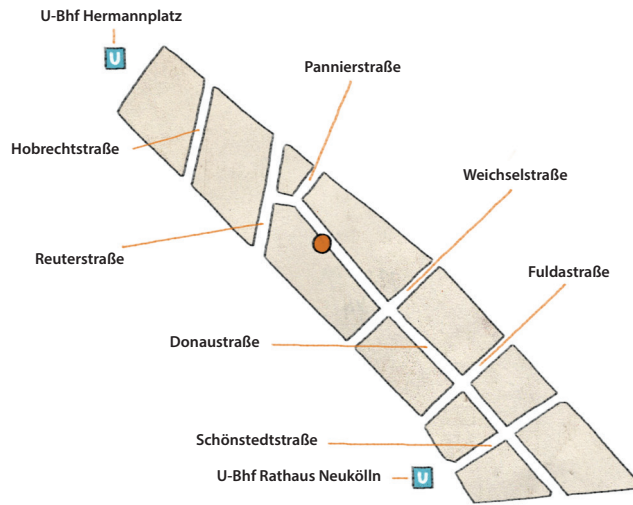 U-Bhf Hermannplatz
U
Pannierstraße
Hobrechtstraße
Weichselstraße
Reuterstraße
Fuldastraße
Donaustraße
Schönstedtstraße
U-Bhf Rathaus Neukölln
U